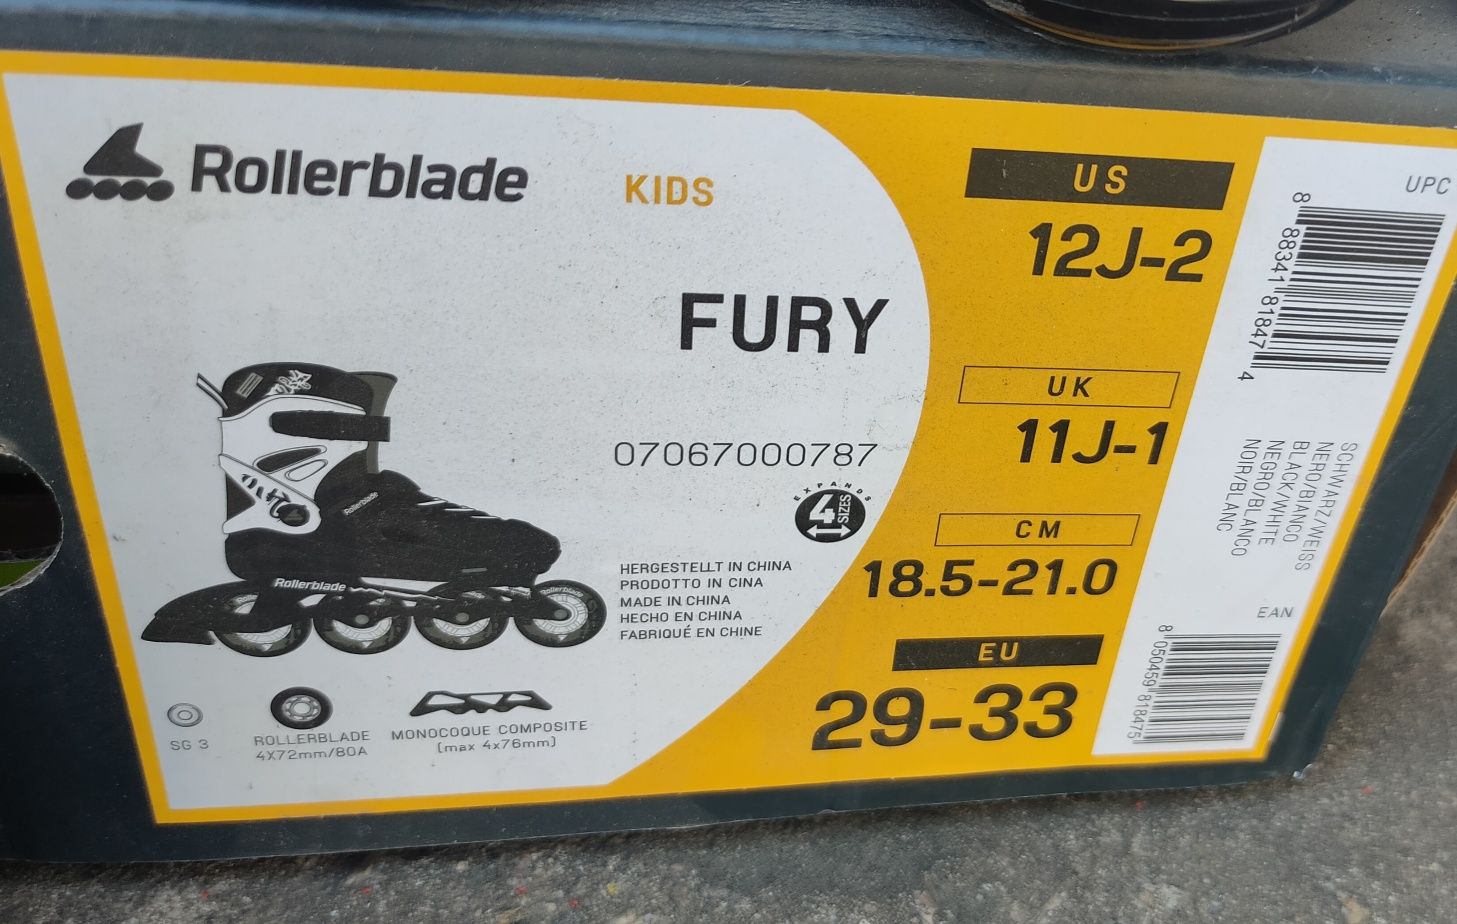 Rollerblade
KIDS
FURY
07067000787
EXPANDS
4 SIZES
Rollerblade
Rollerblade
Rollerblade
HERGESTELLT IN CHINA
PRODOTTO IN CINA
MADE IN CHINA
HECHO EN CHINA
FABRIQUÉ EN CHINE
SG 3
ROLLERBLADE
4X72mm/80A
MONOCOQUE COMPOSITE
(max 4x76mm)
US
12J-2
UK
11J-1
CM
18.5-21.0
EU
29-33
UPC
8 88341 81847 4
SCHWARZ/WEISS
NERO/BIANCO
BLACK/WHITE
NEGRO/BLANCO
NOIR/BLANC
EAN
8 050459 818475